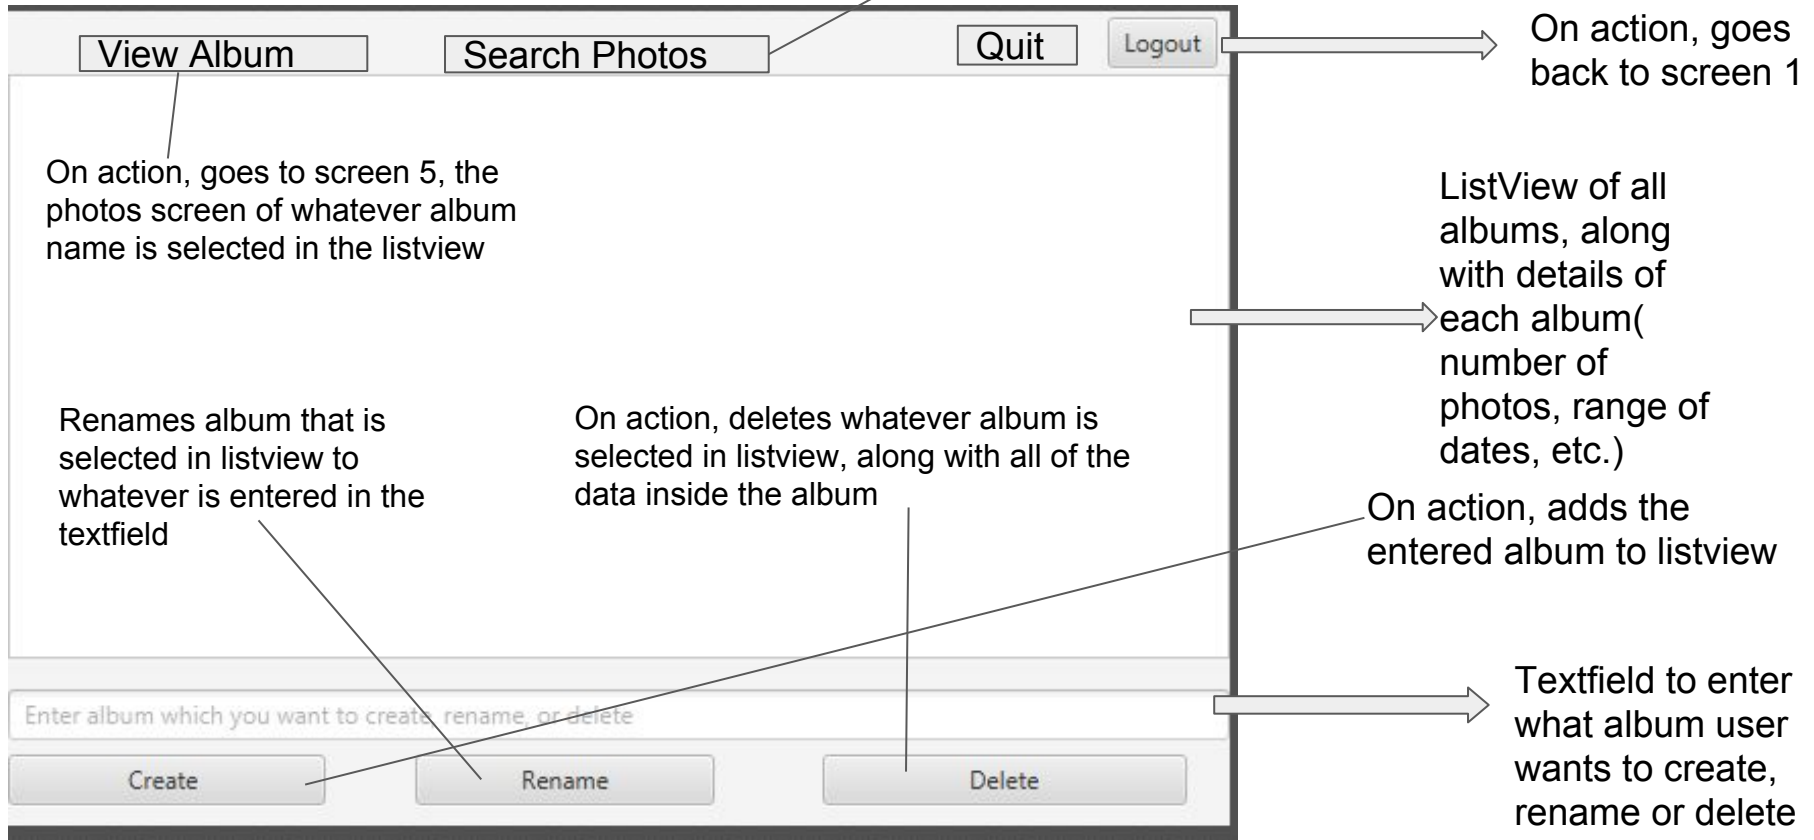 View Album
Search Photos
Quit
Logout
On action, goes
back to screen 1
On action, goes to screen 5, the
photos screen of whatever album
name is selected in the listview
ListView of all
albums, along
with details of
each album(
number of
photos, range of
dates, etc.)
Renames album that is
selected in listview to
whatever is entered in the
textfield
On action, deletes whatever album is
selected in listview, along with all of the
data inside the album
On action, adds the
entered album to listview
Enter album which you want to create, rename, or delete
Textfield to enter
what album user
wants to create,
rename or delete
Create
Rename
Delete